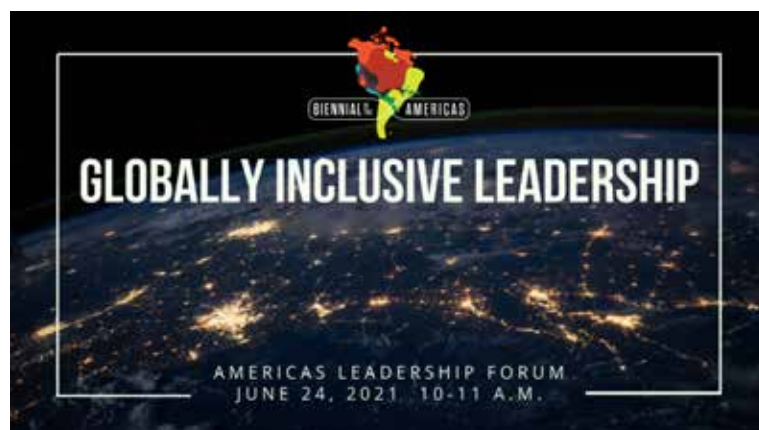 BIENNIAL OF THE AMERICAS
GLOBALLY INCLUSIVE LEADERSHIP
AMERICAS LEADERSHIP FORUM
JUNE 24, 2021 10-11 A.M.